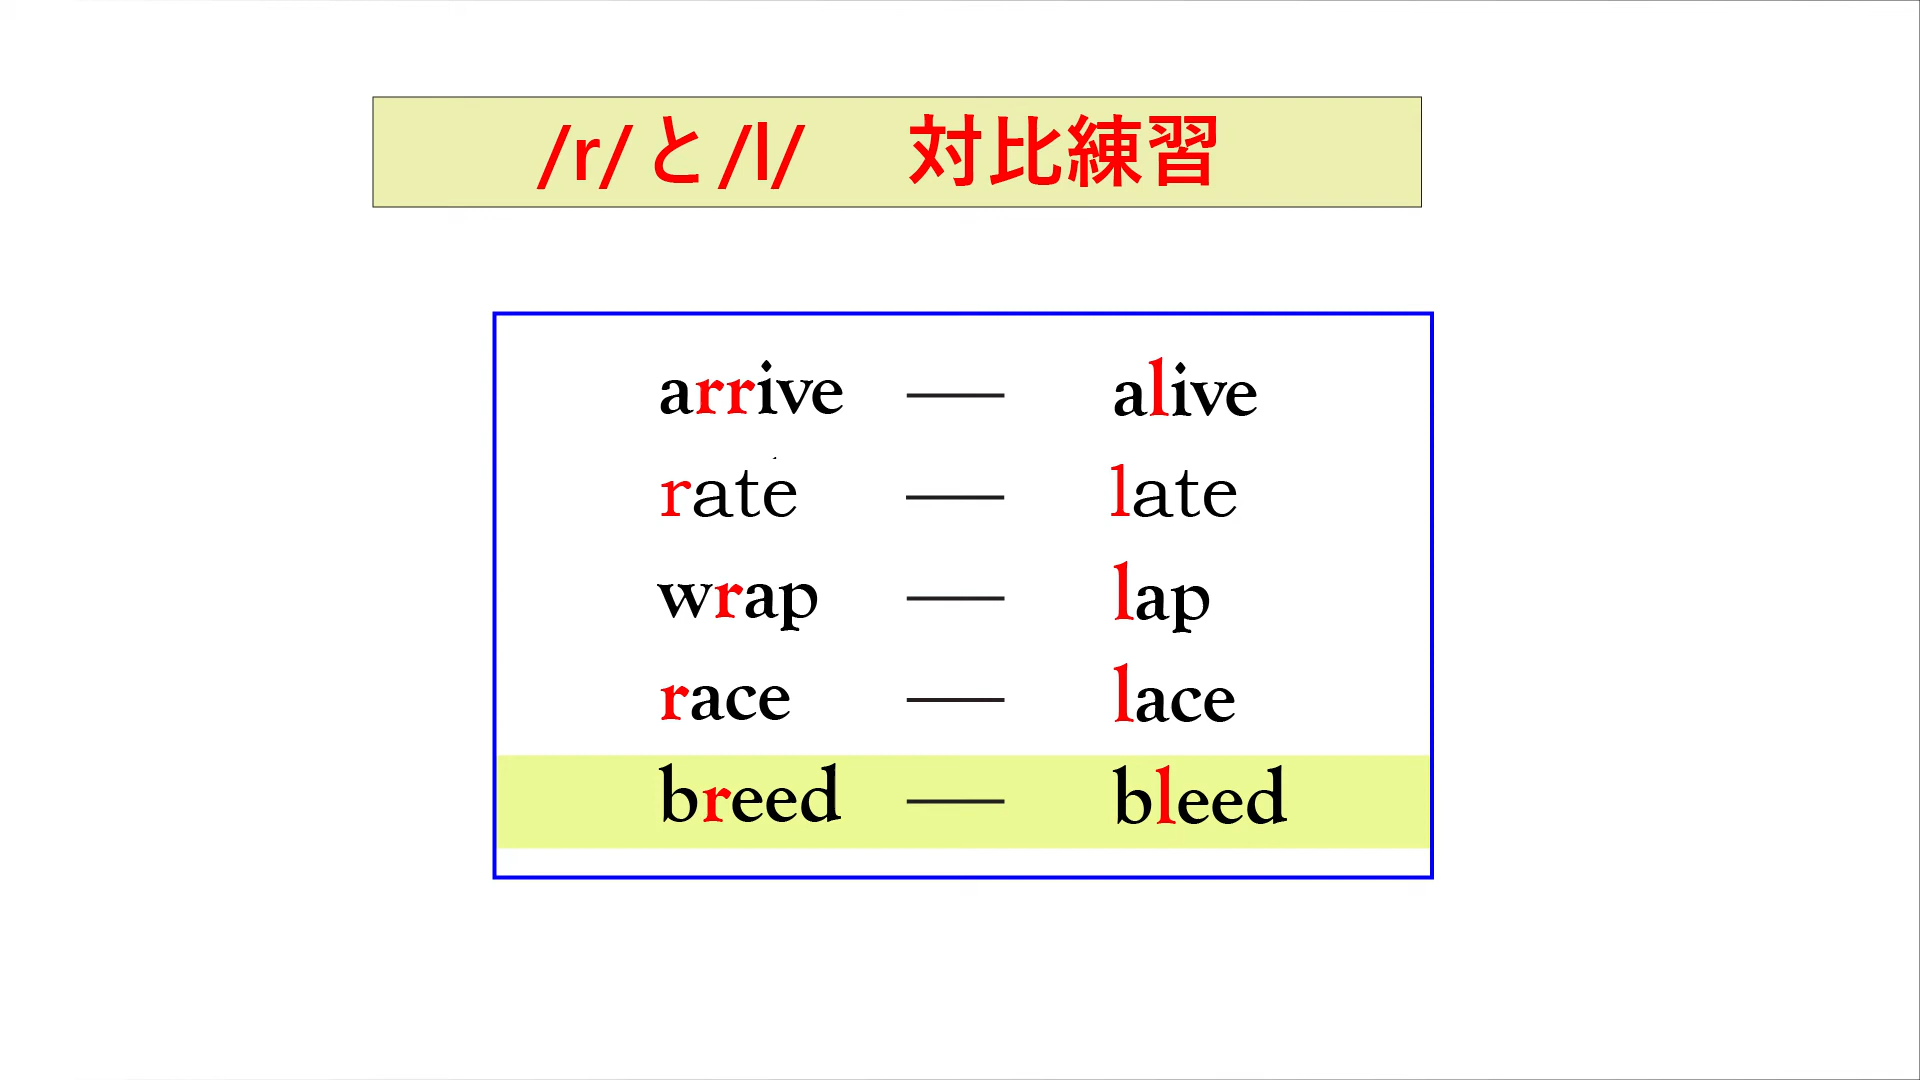 /r/と/l/　対比練習
arrive — alive
rate — late
wrap — lap
race — lace
breed — bleed